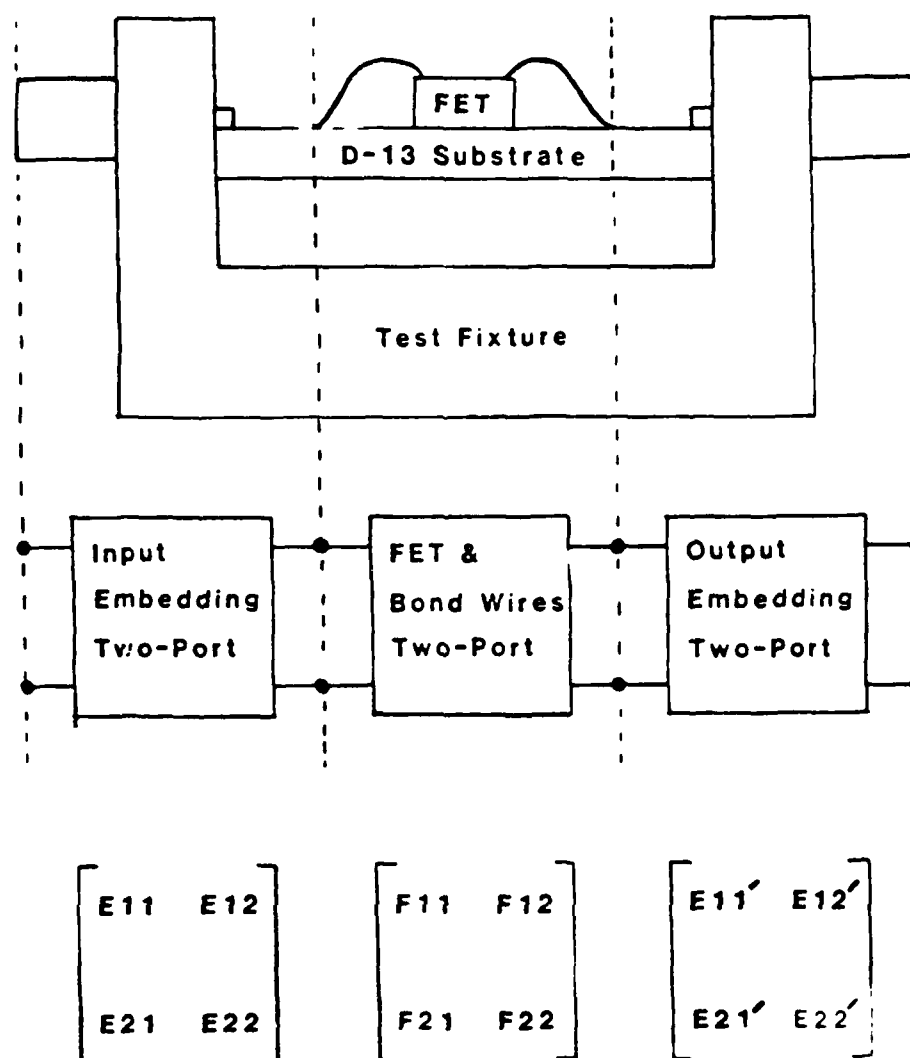 FET
D-13 Substrate
Test Fixture
Input
Embedding
Two-Port
FET &
Bond Wires
Two-Port
Output
Embedding
Two-Port
E11 E12
E21 E22
F11 F12
F21 F22
E11′ E12′
E21′ E22′